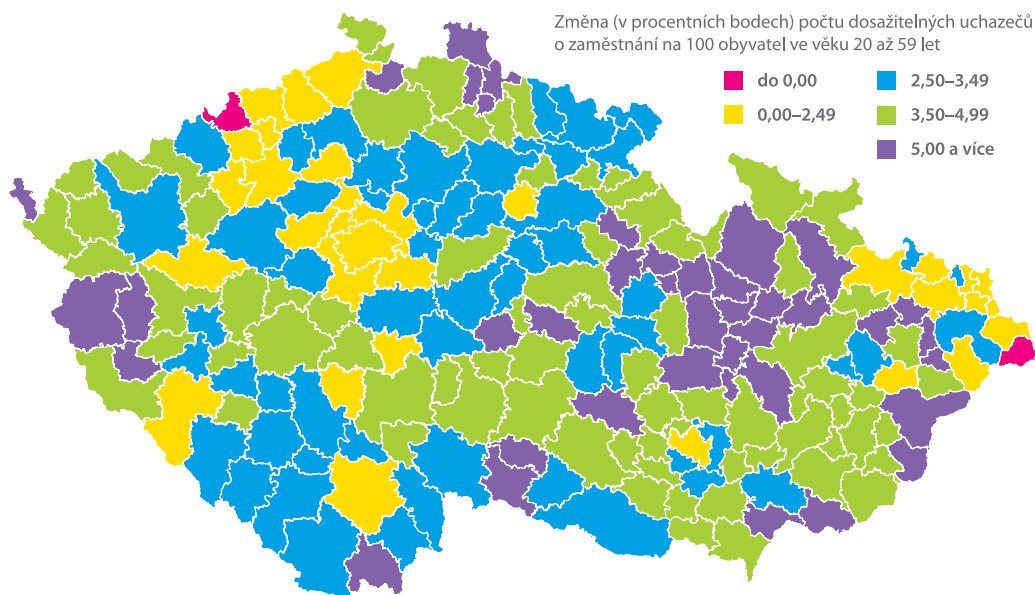 Změna (v procentních bodech) počtu dosažitelných uchazečů
o zaměstnání na 100 obyvatel ve věku 20 až 59 let
do 0,00
0,00–2,49
2,50–3,49
3,50–4,99
5,00 a více